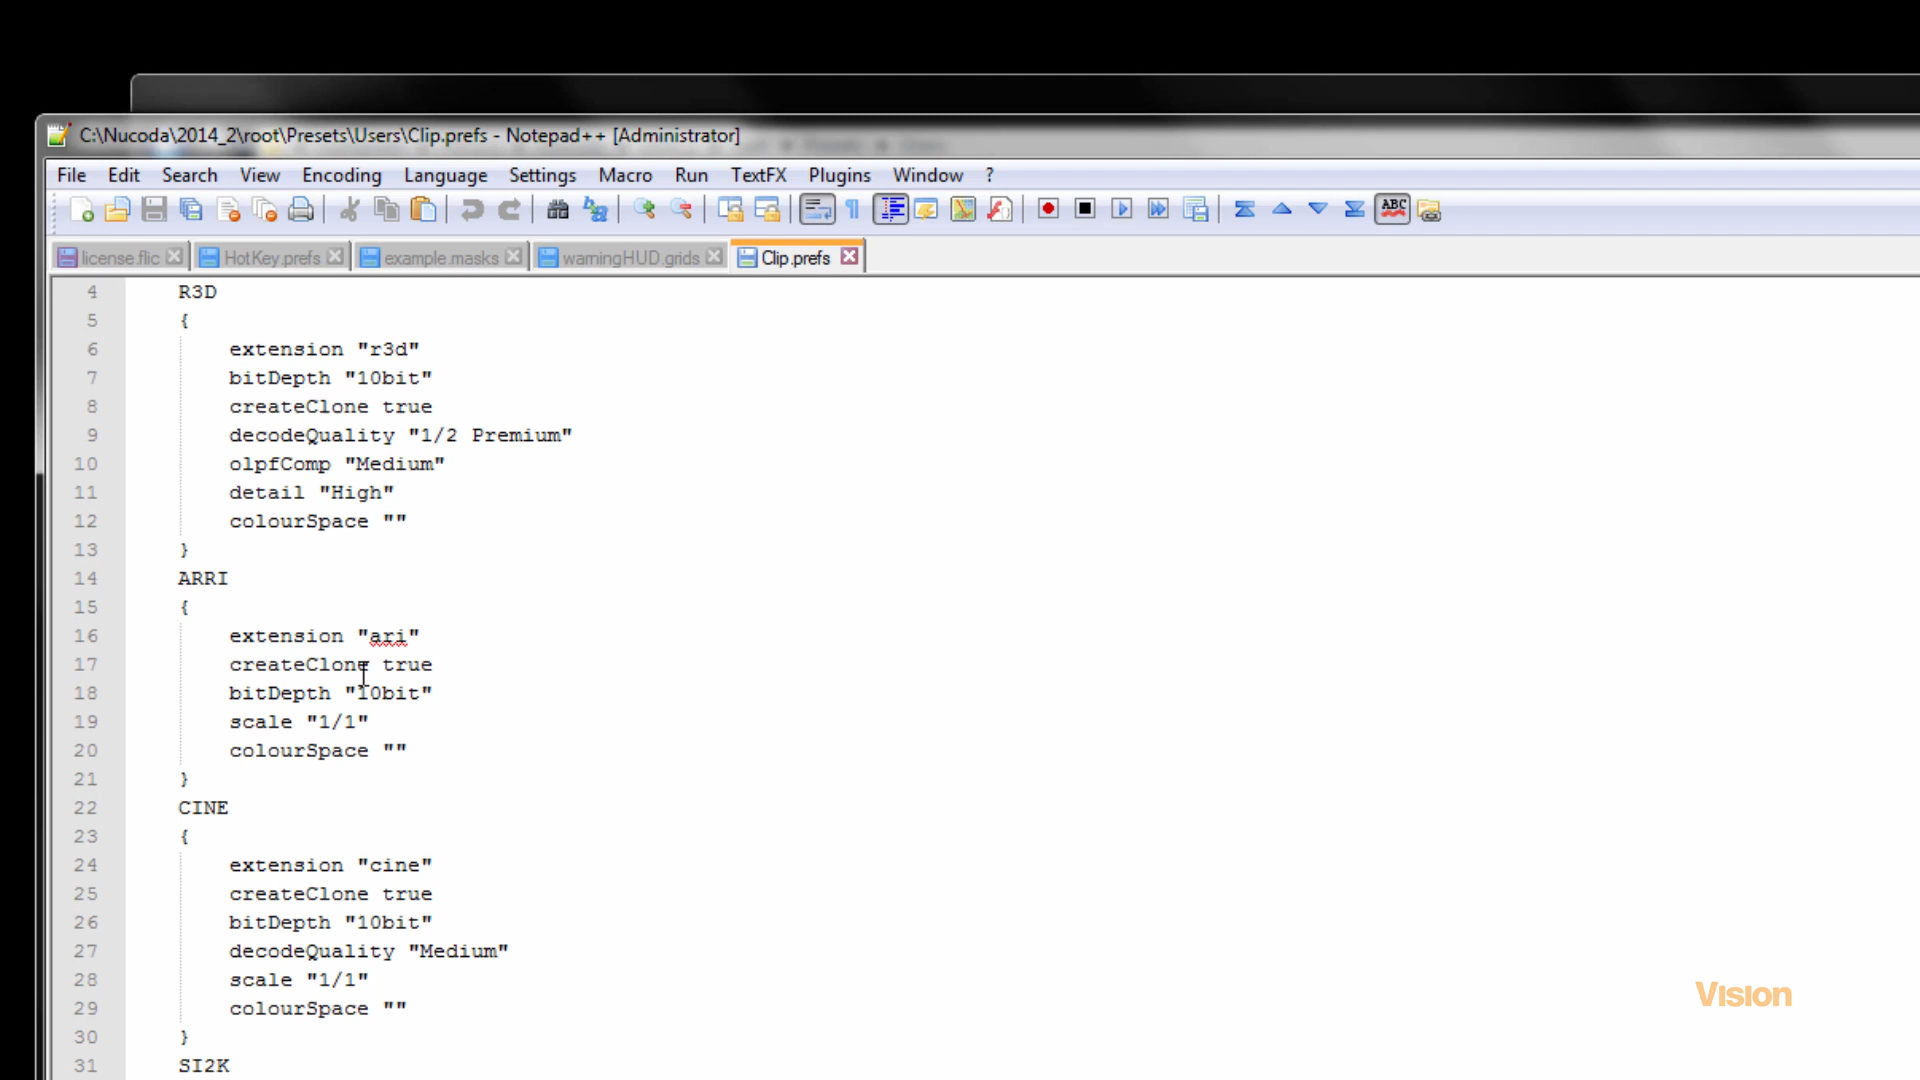 C:\Nucoda\2014_2\root\Presets\Users\Clip.prefs - Notepad++ [Administrator]
File Edit Search View Encoding Language Settings Macro Run TextFX Plugins Window ?
ABC
license.flic HotKey.prefs example.masks warningHUD.grids Clip.prefs
4 R3D
5 {
6 extension "r3d"
7 bitDepth "10bit"
8 createClone true
9 decodeQuality "1/2 Premium"
10 olpfComp "Medium"
11 detail "High"
12 colourSpace ""
13 }
14 ARRI
15 {
16 extension "ari"
17 createClone true
18 bitDepth "10bit"
19 scale "1/1"
20 colourSpace ""
21 }
22 CINE
23 {
24 extension "cine"
25 createClone true
26 bitDepth "10bit"
27 decodeQuality "Medium"
28 scale "1/1"
29 colourSpace ""
30 }
31 SI2K
Vision